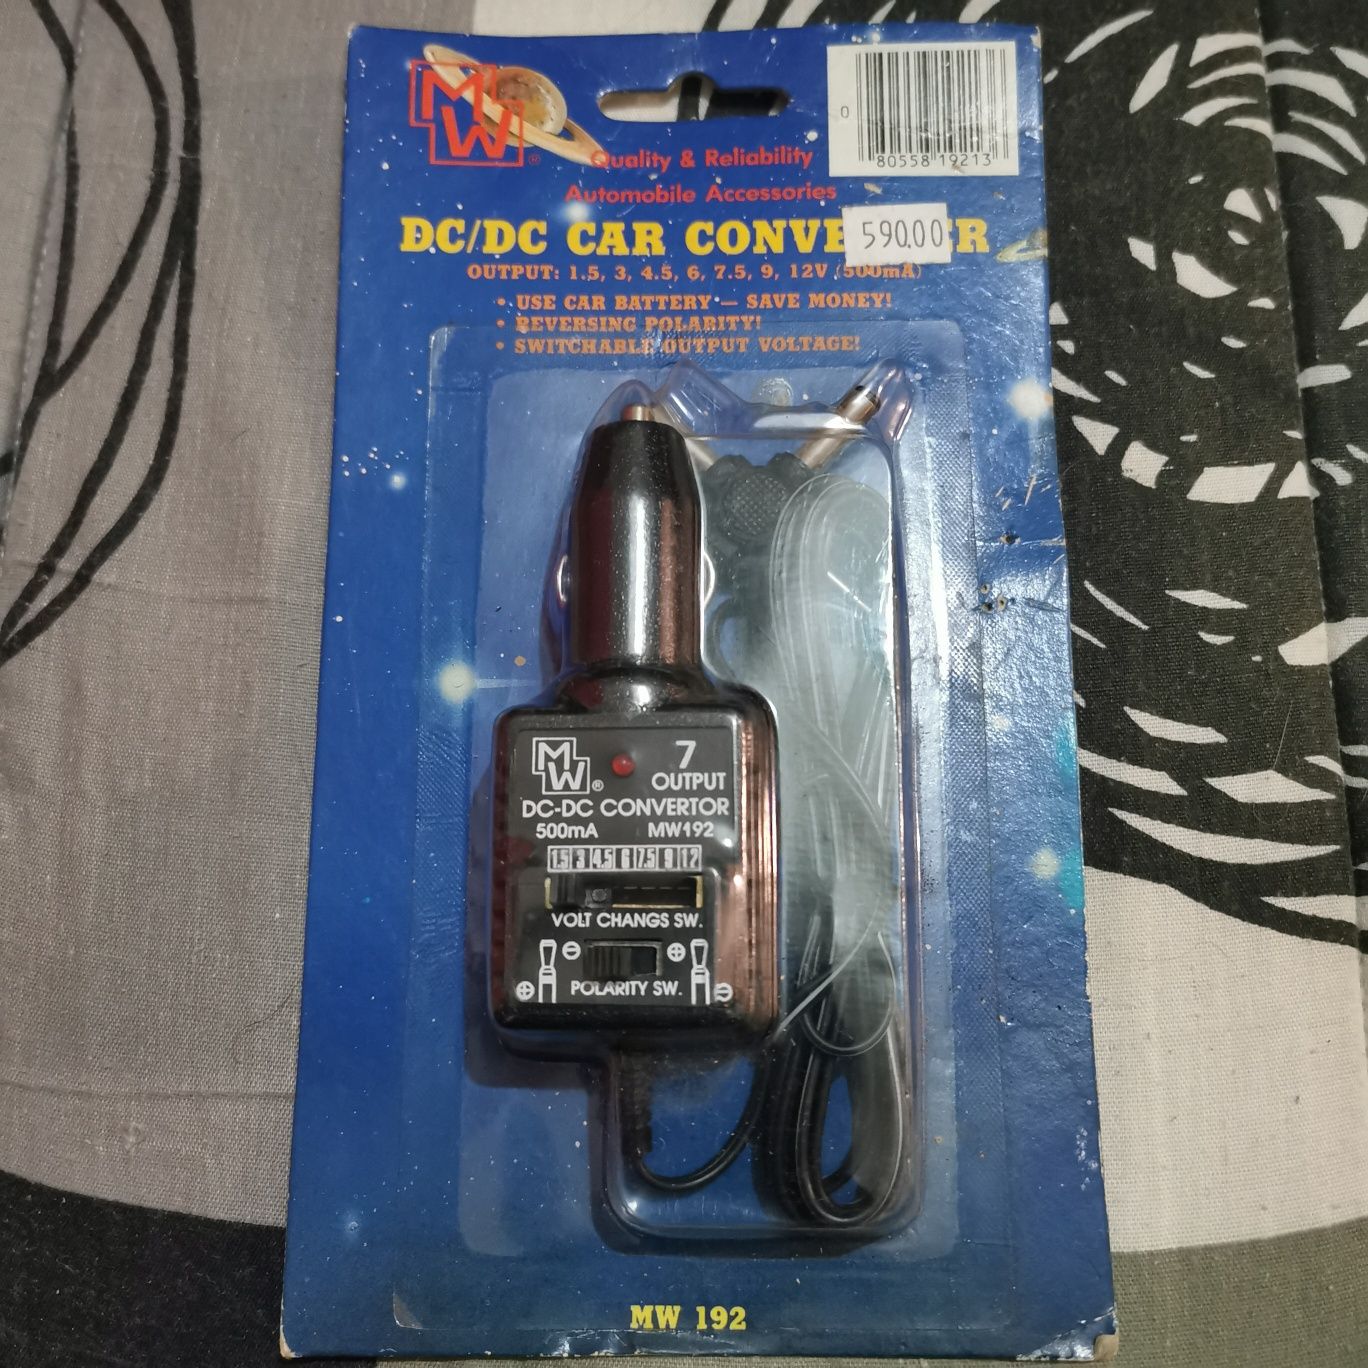 MW®
0
80558 19213
Quality & Reliability
Automobile Accessories
DC/DC CAR CONVE ER
590.00
OUTPUT: 1.5, 3, 4.5, 6, 7.5, 9, 12V (500mA)
• USE CAR BATTERY — SAVE MONEY!
• REVERSING POLARITY!
• SWITCHABLE OUTPUT VOLTAGE!
MW® 7
OUTPUT
DC-DC CONVERTOR
500mA MW192
1.5 3 4.5 6 7.5 9 12
VOLT CHANGS SW.
⊖ ⊕
⊕ POLARITY SW. ⊖
MW 192